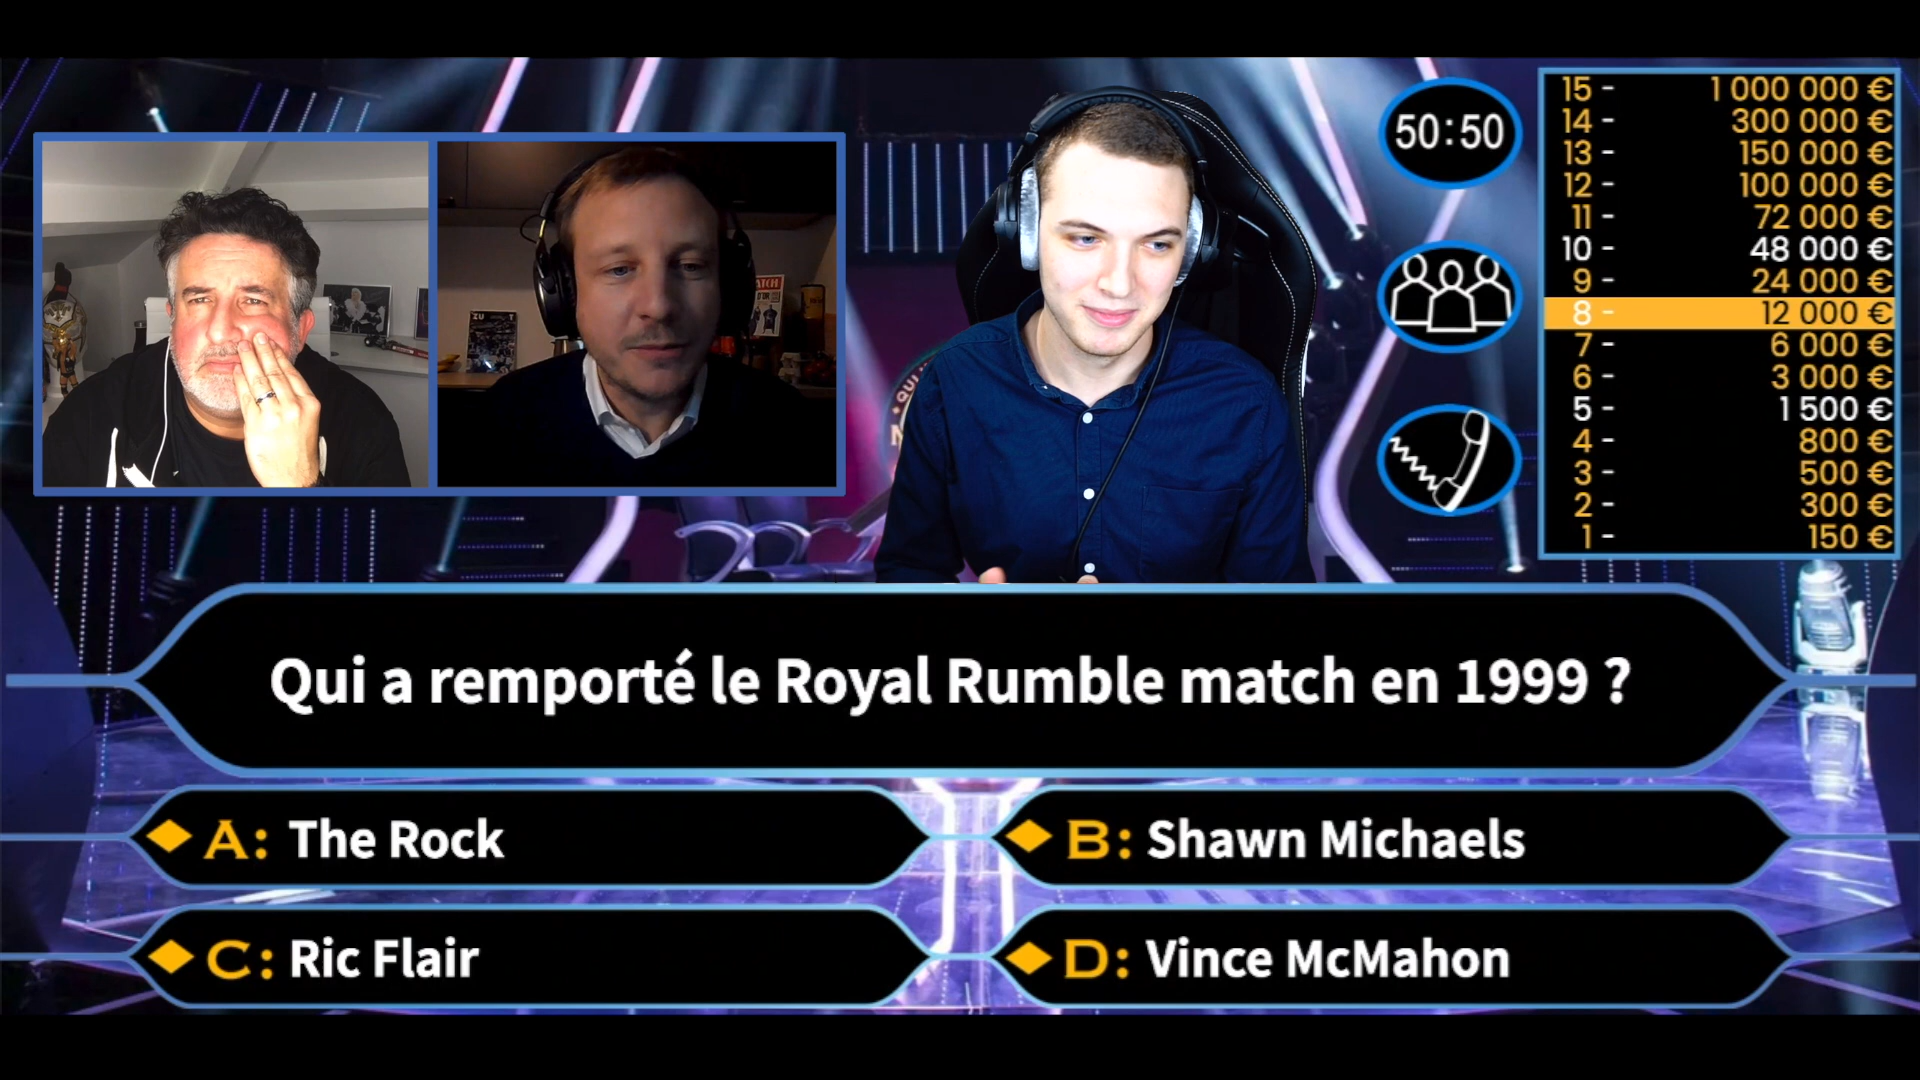 50:50
15 - 1 000 000 €
14 - 300 000 €
13 - 150 000 €
12 - 100 000 €
11 - 72 000 €
10 - 48 000 €
9 - 24 000 €
8 - 12 000 €
7 - 6 000 €
6 - 3 000 €
5 - 1 500 €
4 - 800 €
3 - 500 €
2 - 300 €
1 - 150 €
Qui a remporté le Royal Rumble match en 1999 ?
A: The Rock
B: Shawn Michaels
C: Ric Flair
D: Vince McMahon